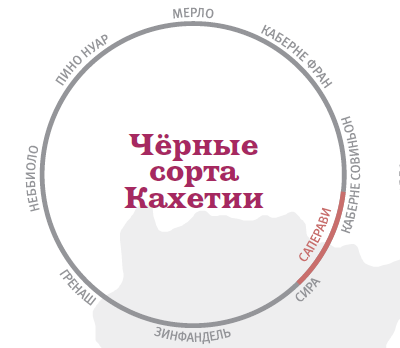 МЕРЛО
КАБЕРНЕ ФРАН
КАБЕРНЕ СОВИНЬОН
САПЕРАВИ
СИРА
ЗИНФАНДЕЛЬ
ГРЕНАШ
НЕББИОЛО
ПИНО НУАР
Чёрные
сорта
Кахетии